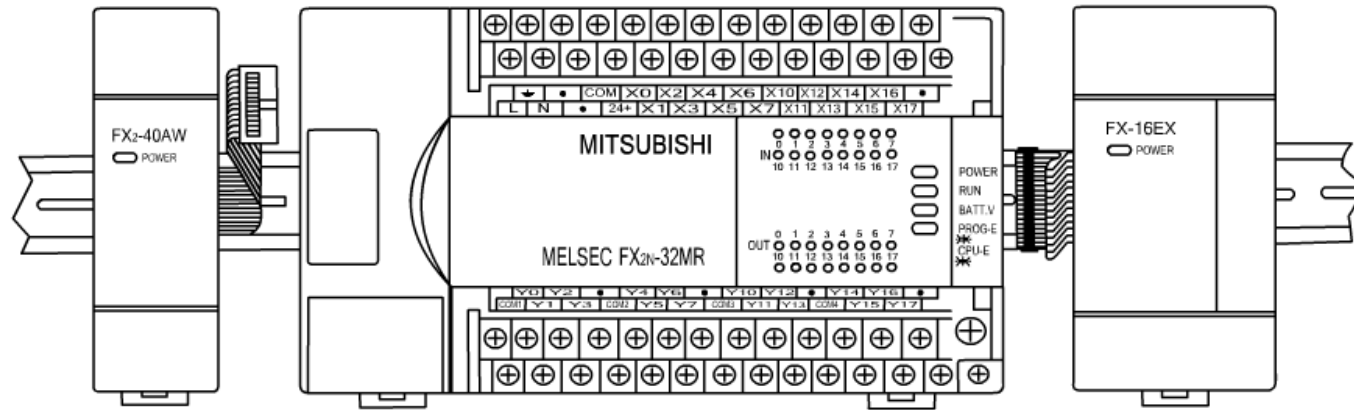 FX2-40AW
POWER
⏚ • COM X0 X2 X4 X6 X10 X12 X14 X16 •
L N • 24+ X1 X3 X5 X7 X11 X13 X15 X17
MITSUBISHI
MELSEC FX2N-32MR
0 1 2 3 4 5 6 7
IN
10 11 12 13 14 15 16 17
0 1 2 3 4 5 6 7
OUT
10 11 12 13 14 15 16 17
POWER
RUN
BATT.V
PROG-E
CPU-E
Y0 Y2 • Y4 Y6 • Y10 Y12 • Y14 Y16 •
COM1 Y1 Y3 COM2 Y5 Y7 COM3 Y11 Y13 COM4 Y15 Y17
FX-16EX
POWER